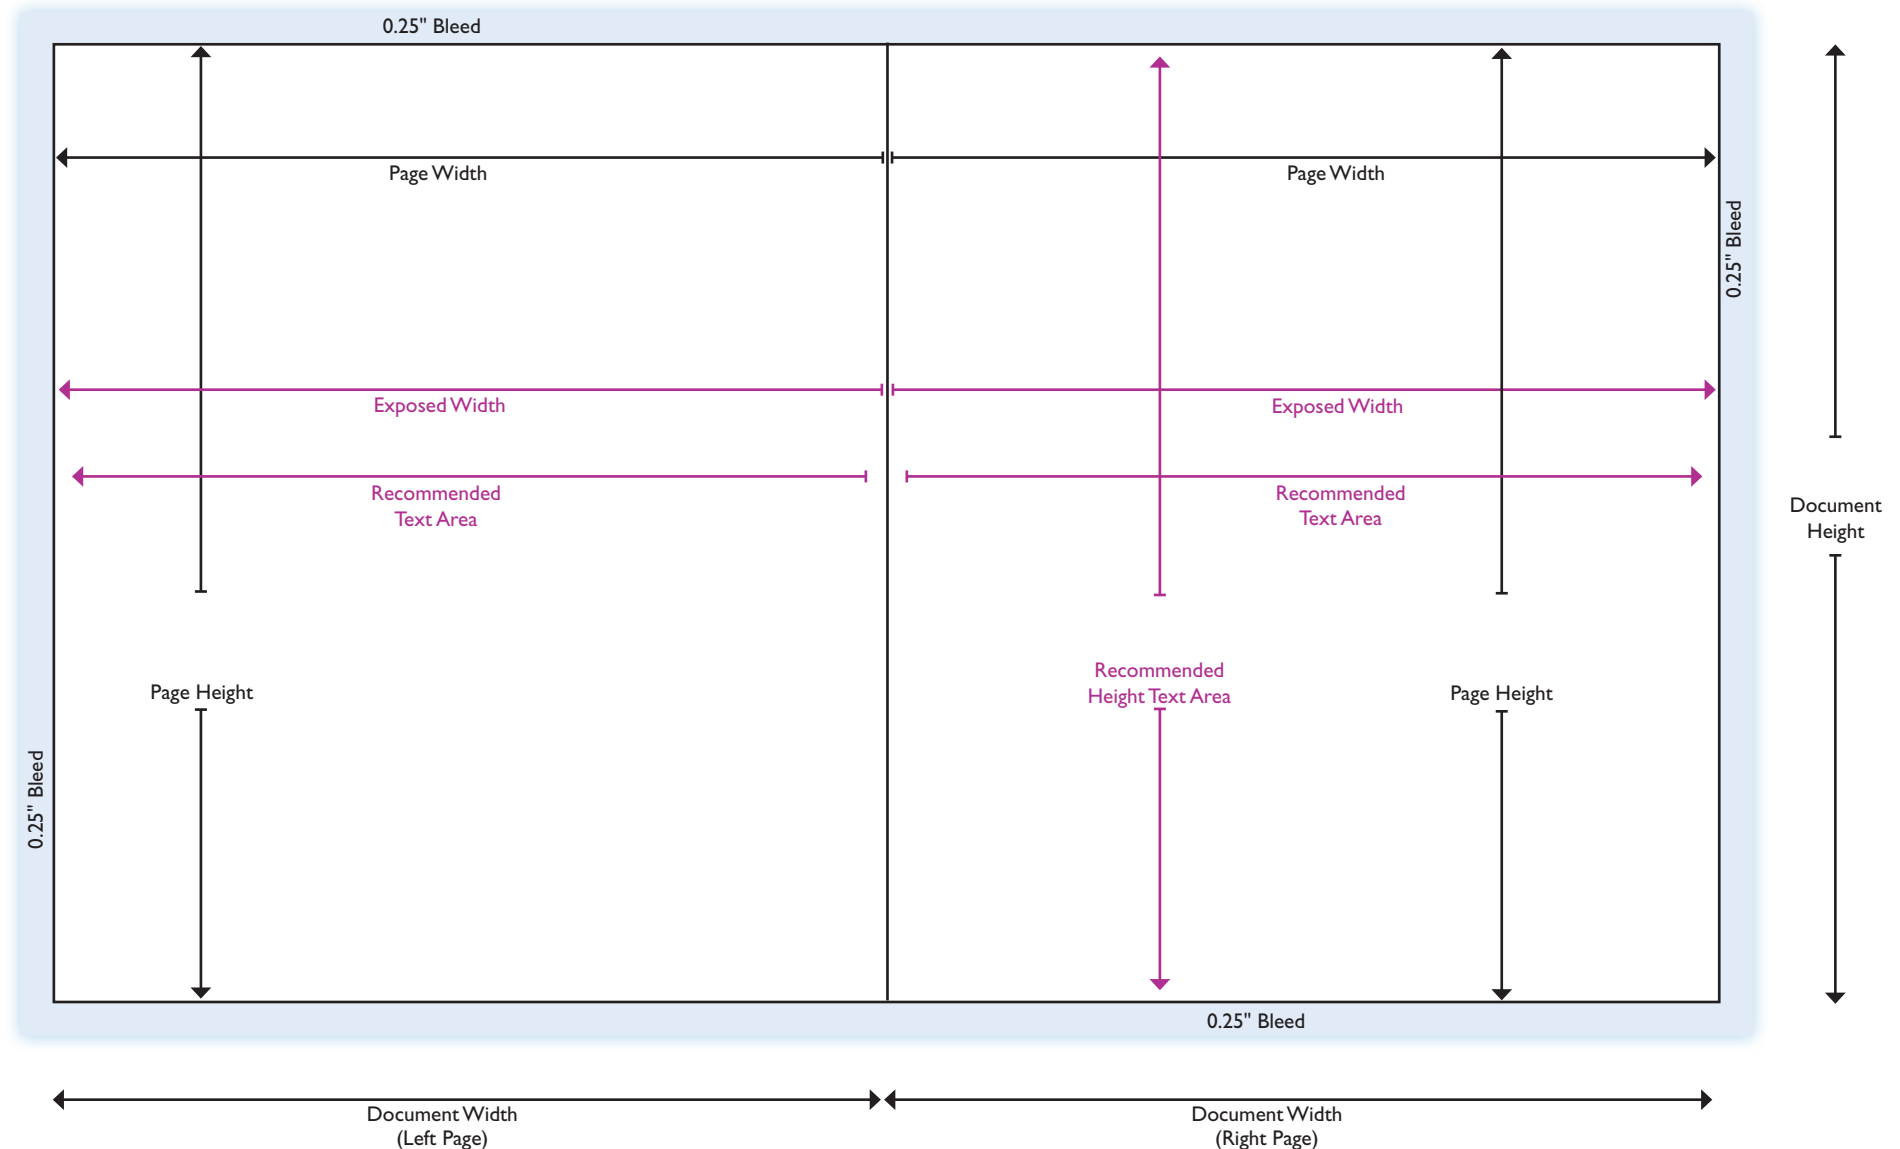 0.25" Bleed
Page Width
Page Width
0.25" Bleed
Exposed Width
Exposed Width
Recommended
Text Area
Recommended
Text Area
Document
Height
Recommended
Height Text Area
Page Height
Page Height
0.25" Bleed
0.25" Bleed
Document Width
(Left Page)
Document Width
(Right Page)